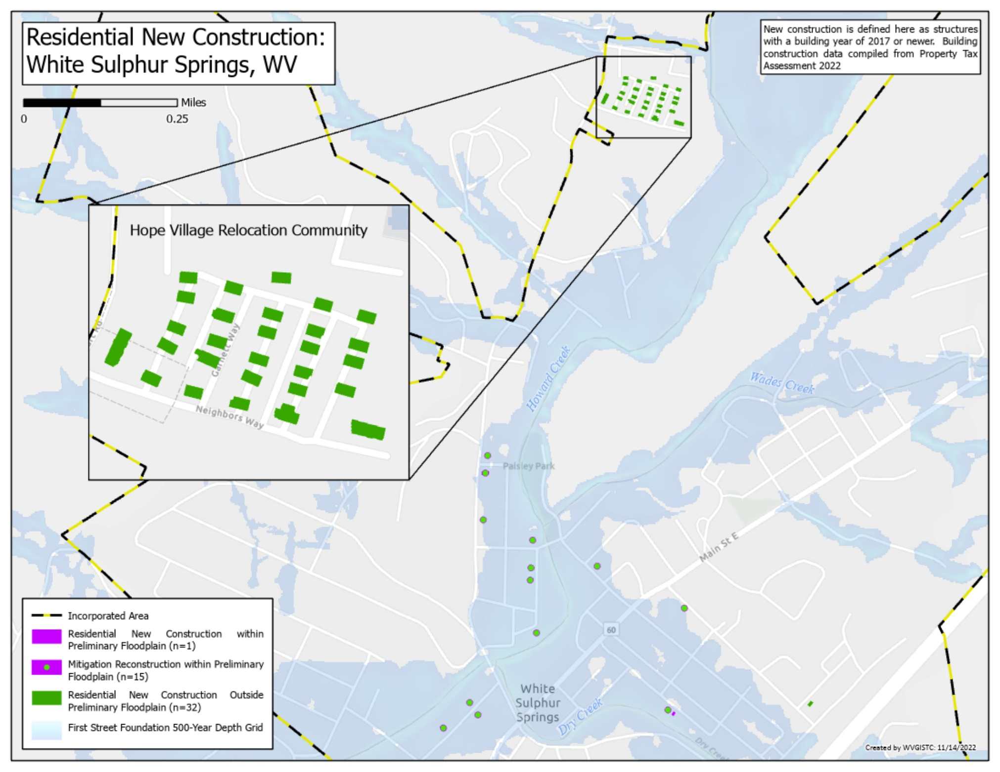 Residential New Construction:
White Sulphur Springs, WV
Miles
0 0.25
New construction is defined here as structures
with a building year of 2017 or newer. Building
construction data compiled from Property Tax
Assessment 2022
Hope Village Relocation Community
Garnett Way
Neighbors Way
Howard Creek
Wades Creek
Paisley Park
Main St E
60
White
Sulphur
Springs
Dry Creek
Dry Creek
Incorporated Area
Residential New Construction within
Preliminary Floodplain (n=1)
Mitigation Reconstruction within Preliminary
Floodplain (n=15)
Residential New Construction Outside
Preliminary Floodplain (n=32)
First Street Foundation 500-Year Depth Grid
Created by WVGISTC: 11/14/2022